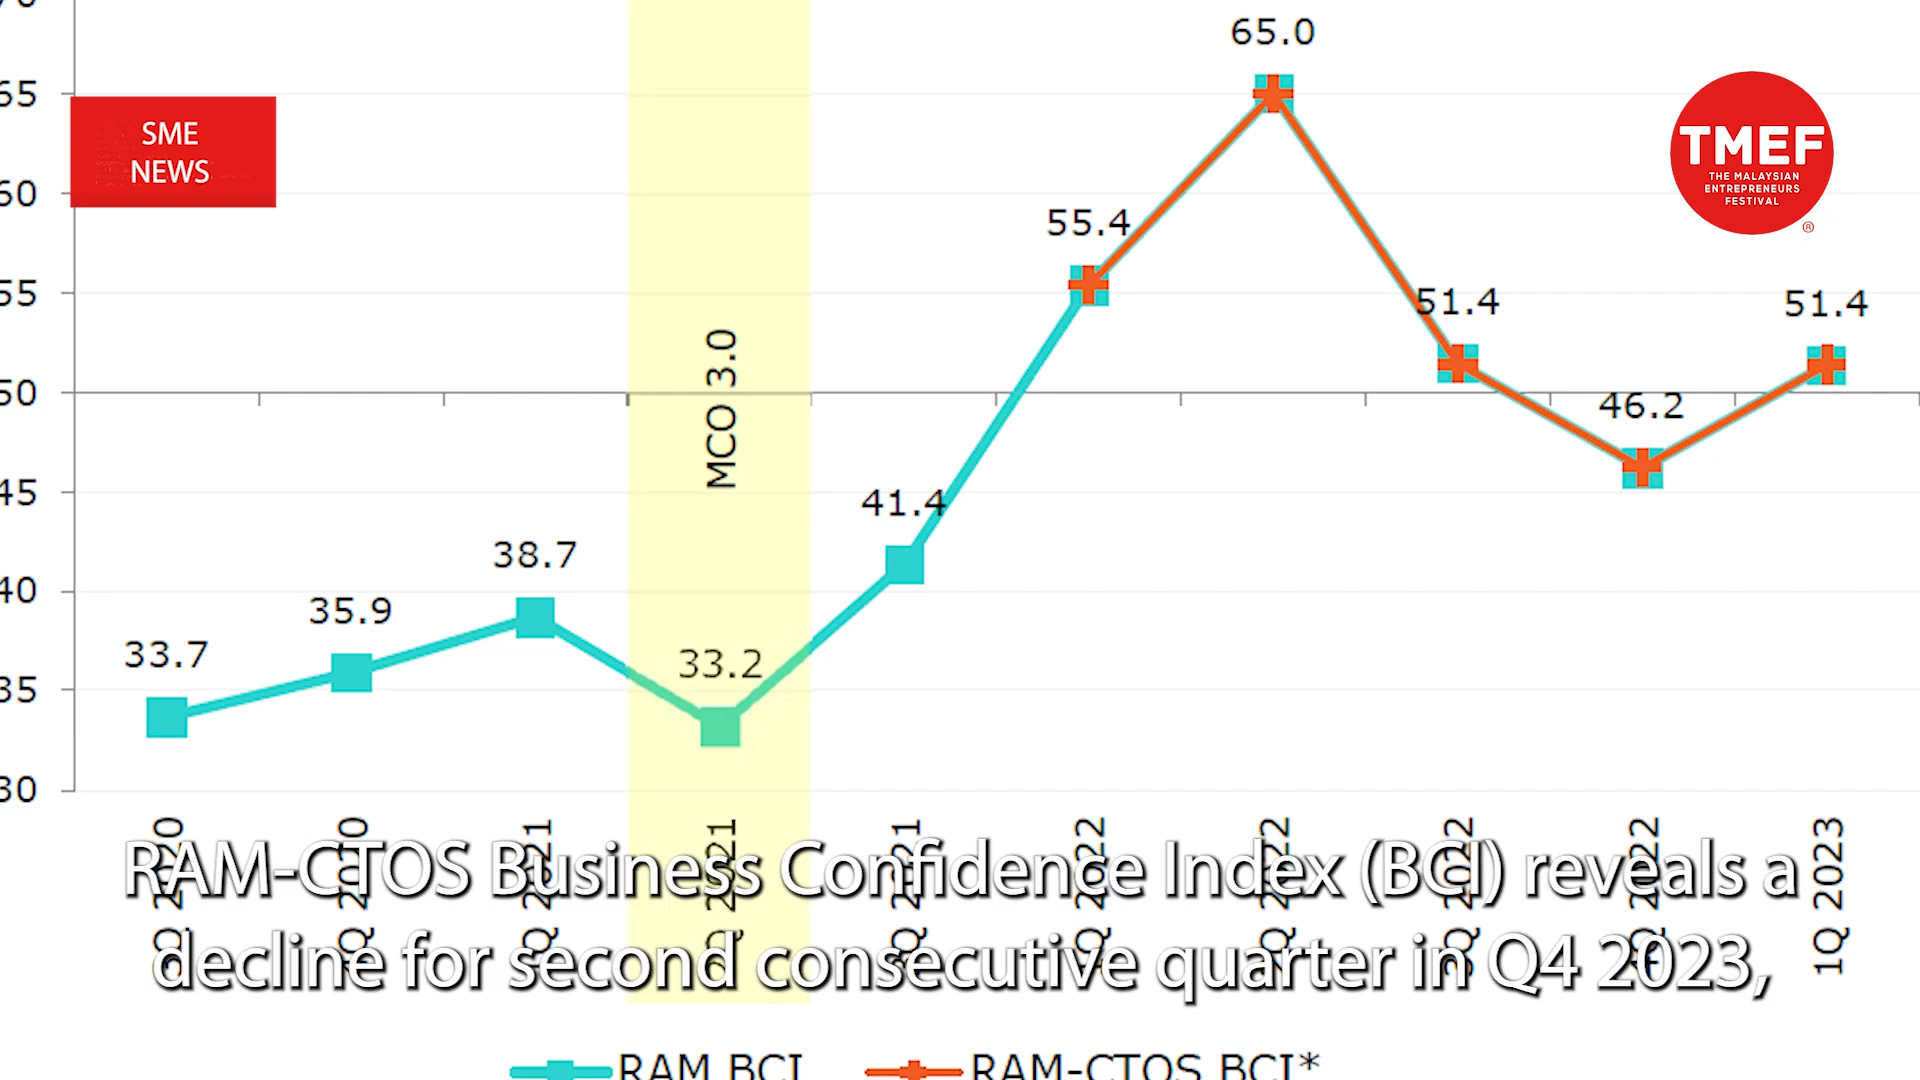 65.0
65
SME
NEWS
TMEF
THE MALAYSIAN
ENTREPRENEURS
FESTIVAL
®
60
55.4
55
51.4
51.4
MCO 3.0
50
46.2
45
41.4
40
38.7
35.9
33.7
33.2
35
30
1Q 2023
RAM-CTOS Business Confidence Index (BCI) reveals a
decline for second consecutive quarter in Q4 2023,
RAM BCI
RAM-CTOS BCI*